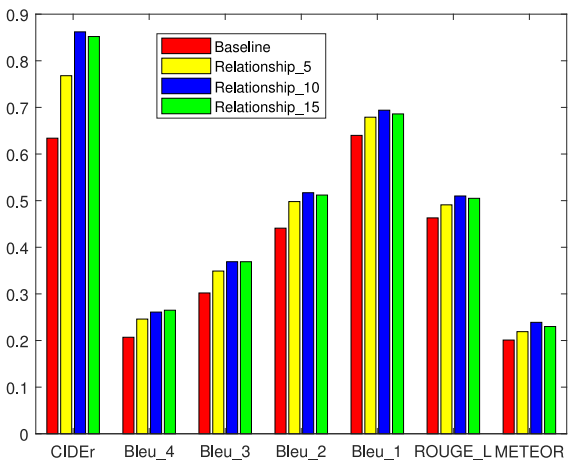 0.9
0.8
0.7
0.6
0.5
0.4
0.3
0.2
0.1
0
Baseline
Relationship_5
Relationship_10
Relationship_15
CIDEr Bleu_4 Bleu_3 Bleu_2 Bleu_1 ROUGE_L METEOR